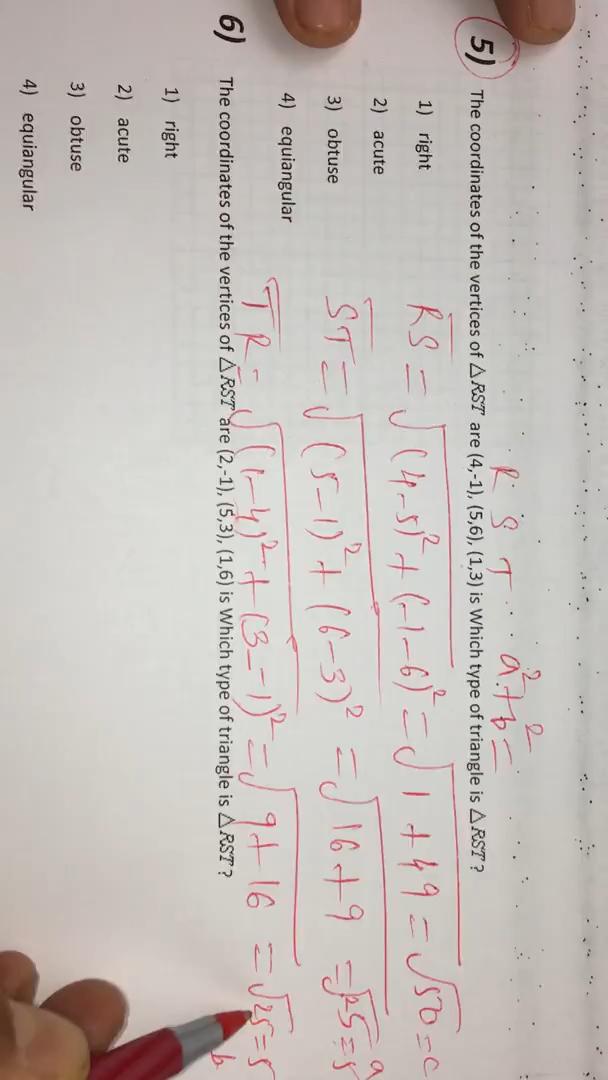 R S T a²+b²=
5) The coordinates of the vertices of △RST are (4,-1), (5,6), (1,3) is Which type of triangle is △RST?
1) right
2) acute
3) obtuse
4) equiangular
RS = √(4-5)²+(-1-6)² = √1+49 = √50 = c
ST = √(5-1)²+(6-3)² = √16+9 = √25 = 5 a
TR = √(1-4)²+(3--1)² = √9+16 = √25 = 5 b
6) The coordinates of the vertices of △RST are (2,-1), (5,3), (1,6) is Which type of triangle is △RST?
1) right
2) acute
3) obtuse
4) equiangular